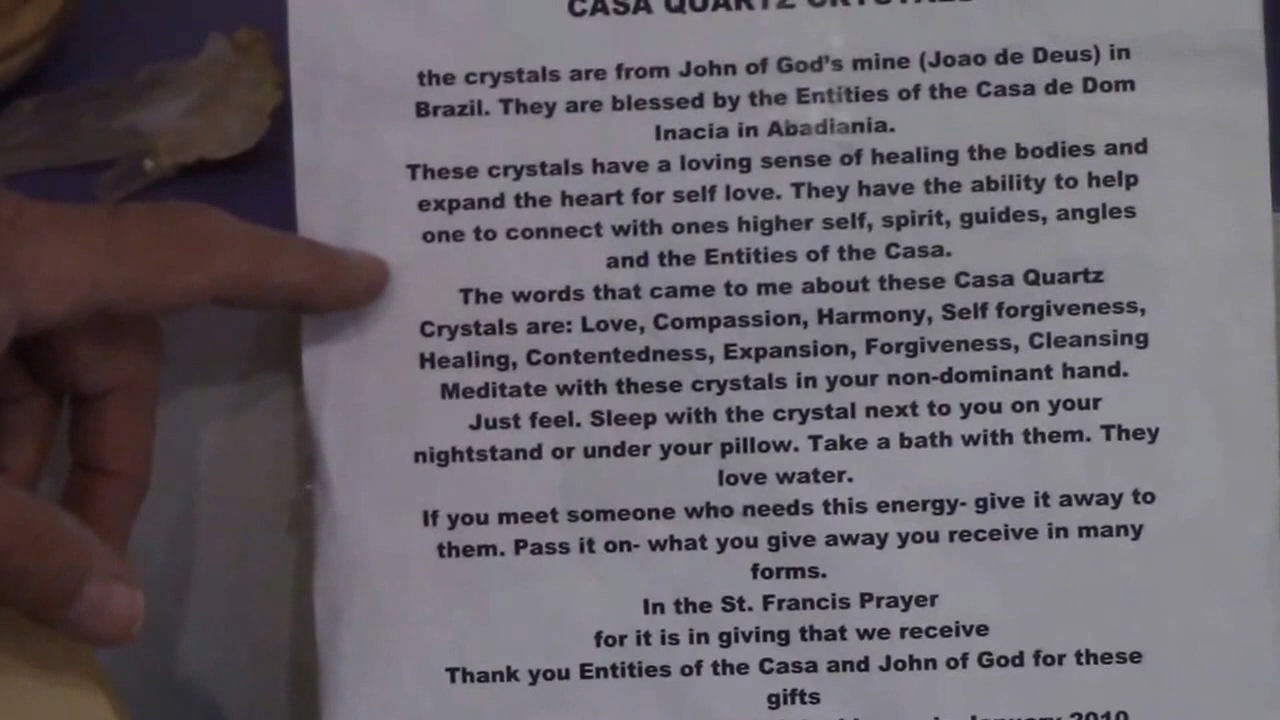 CASA QUARTZ CRYSTALS
the crystals are from John of God's mine (Joao de Deus) in
Brazil. They are blessed by the Entities of the Casa de Dom
Inacia in Abadiania.
These crystals have a loving sense of healing the bodies and
expand the heart for self love. They have the ability to help
one to connect with ones higher self, spirit, guides, angles
and the Entities of the Casa.
The words that came to me about these Casa Quartz
Crystals are: Love, Compassion, Harmony, Self forgiveness,
Healing, Contentedness, Expansion, Forgiveness, Cleansing
Meditate with these crystals in your non-dominant hand.
Just feel. Sleep with the crystal next to you on your
nightstand or under your pillow. Take a bath with them. They
love water.
If you meet someone who needs this energy- give it away to
them. Pass it on- what you give away you receive in many
forms.
In the St. Francis Prayer
for it is in giving that we receive
Thank you Entities of the Casa and John of God for these
gifts
January 2010